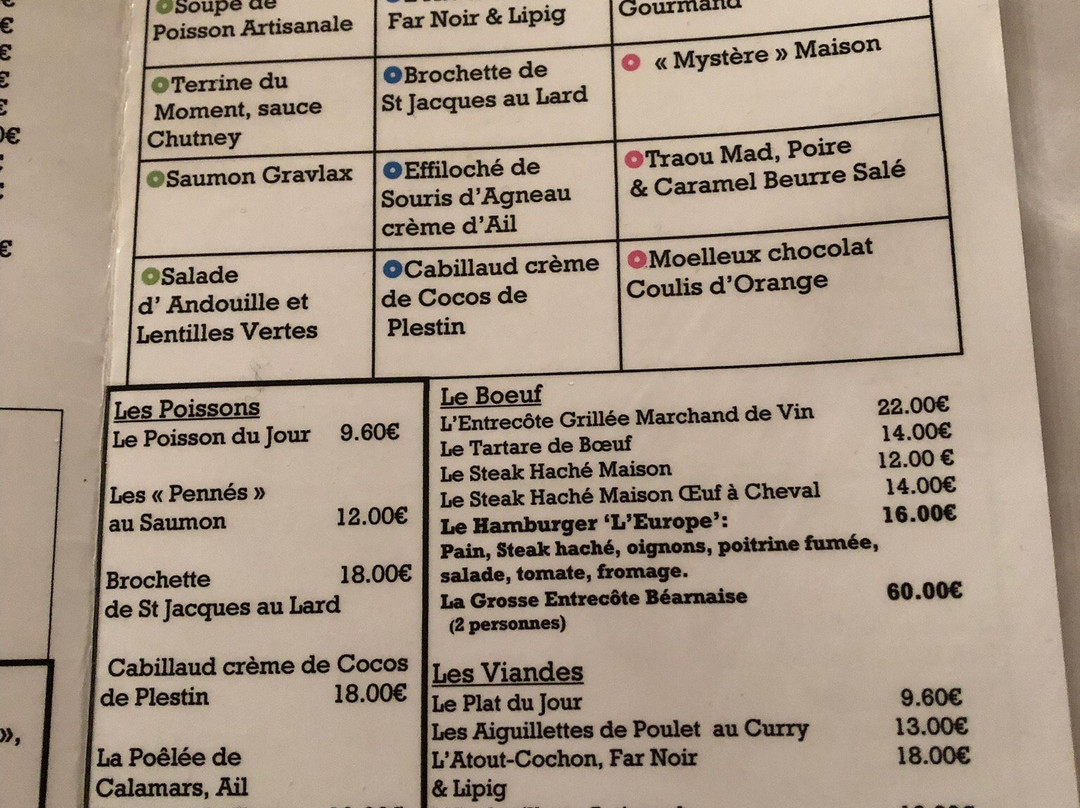 Soupe de
Poisson Artisanale
Far Noir & Lipig
Gourmand
Terrine du
Moment, sauce
Chutney
Brochette de
St Jacques au Lard
« Mystère » Maison
Saumon Gravlax
Effiloché de
Souris d'Agneau
crème d'Ail
Traou Mad, Poire
& Caramel Beurre Salé
Salade
d' Andouille et
Lentilles Vertes
Cabillaud crème
de Cocos de
Plestin
Moelleux chocolat
Coulis d'Orange
Les Poissons
Le Poisson du Jour 9.60€
Les « Pennés »
au Saumon 12.00€
Brochette 18.00€
de St Jacques au Lard
Cabillaud crème de Cocos
de Plestin 18.00€
La Poêlée de
Calamars, Ail
Le Boeuf
L'Entrecôte Grillée Marchand de Vin 22.00€
Le Tartare de Bœuf 14.00€
Le Steak Haché Maison 12.00 €
Le Steak Haché Maison Œuf à Cheval 14.00€
Le Hamburger 'L'Europe': 16.00€
Pain, Steak haché, oignons, poitrine fumée,
salade, tomate, fromage.
La Grosse Entrecôte Béarnaise 60.00€
(2 personnes)
Les Viandes
Le Plat du Jour 9.60€
Les Aiguillettes de Poulet au Curry 13.00€
L'Atout-Cochon, Far Noir 18.00€
& Lipig